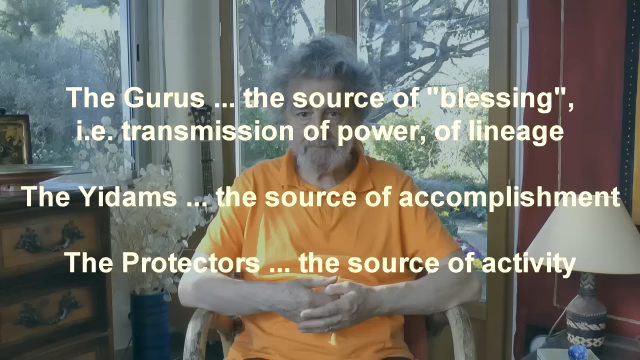 The Gurus ... the source of "blessing",
i.e. transmission of power, of lineage
The Yidams ... the source of accomplishment
The Protectors ... the source of activity